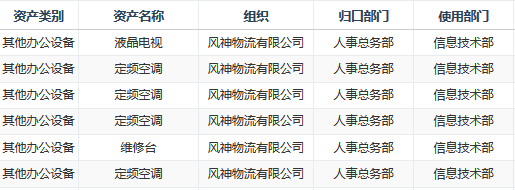 资产类别 资产名称 组织 归口部门 使用部门
其他办公设备 液晶电视 风神物流有限公司 人事总务部 信息技术部
其他办公设备 定频空调 风神物流有限公司 人事总务部 信息技术部
其他办公设备 定频空调 风神物流有限公司 人事总务部 信息技术部
其他办公设备 定频空调 风神物流有限公司 人事总务部 信息技术部
其他办公设备 维修台 风神物流有限公司 人事总务部 信息技术部
其他办公设备 定频空调 风神物流有限公司 人事总务部 信息技术部